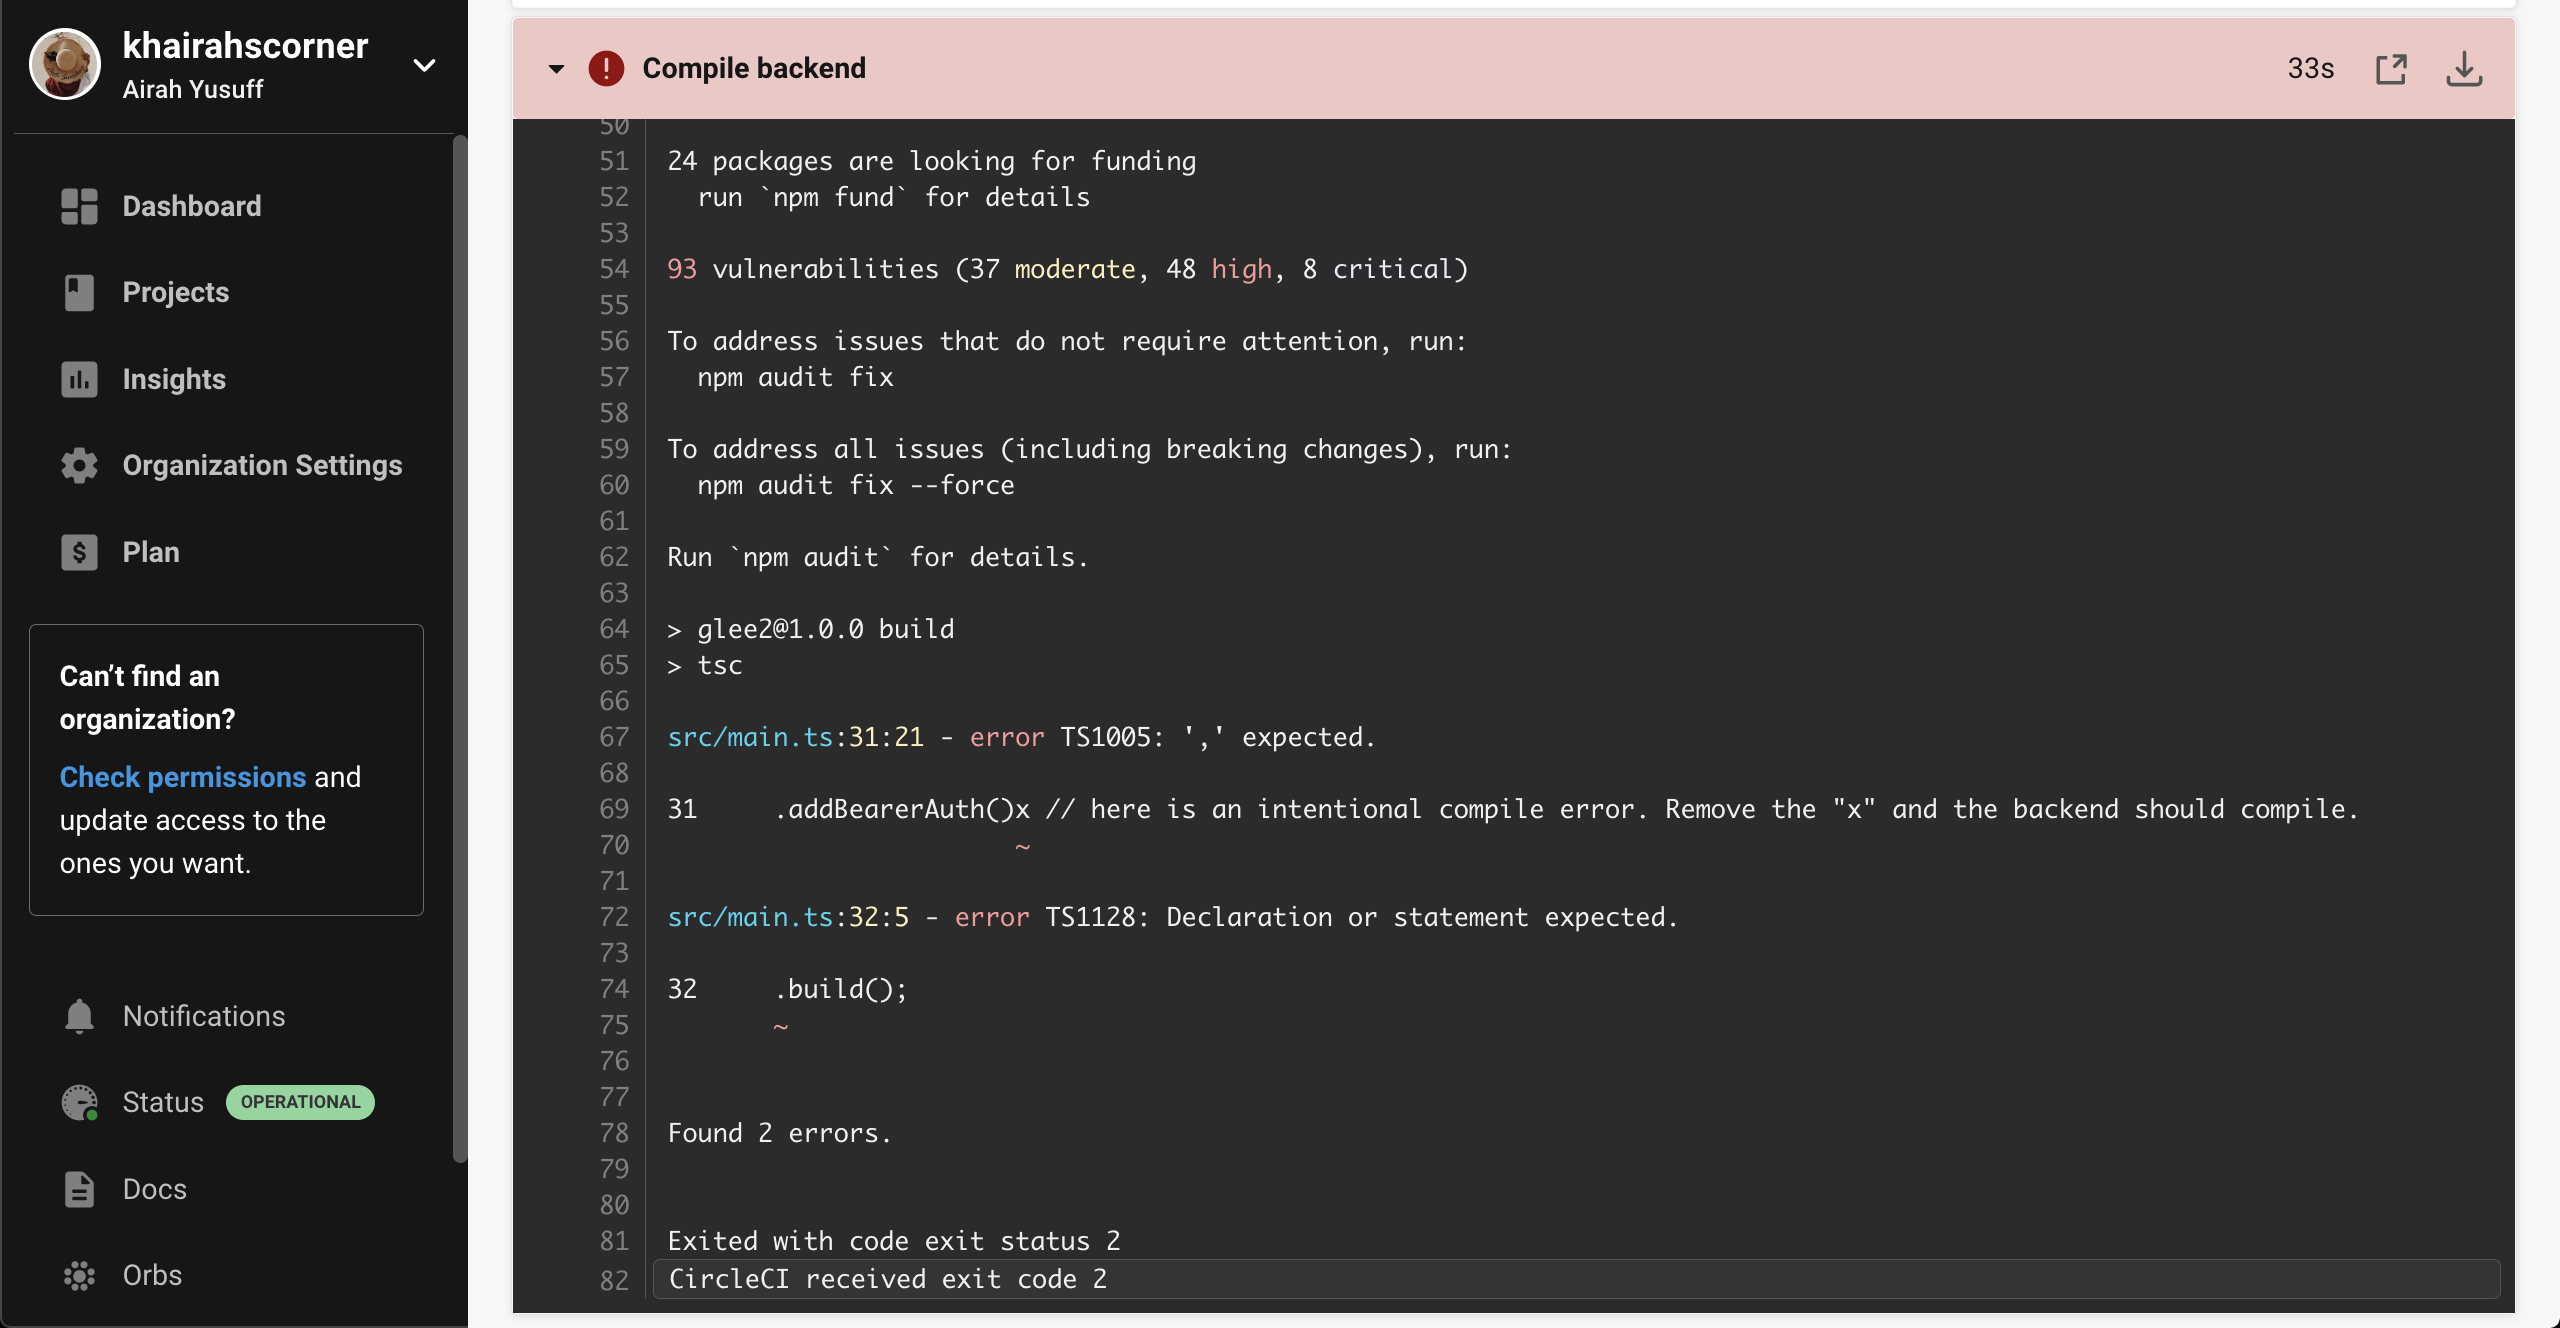 khairahscorner
Airah Yusuff
Dashboard
Projects
Insights
Organization Settings
Plan
Can’t find an
organization?
Check permissions and
update access to the
ones you want.
Notifications
Status OPERATIONAL
Docs
Orbs
Compile backend 33s
50
51 24 packages are looking for funding
52   run `npm fund` for details
53
54 93 vulnerabilities (37 moderate, 48 high, 8 critical)
55
56 To address issues that do not require attention, run:
57   npm audit fix
58
59 To address all issues (including breaking changes), run:
60   npm audit fix --force
61
62 Run `npm audit` for details.
63
64 > glee2@1.0.0 build
65 > tsc
66
67 src/main.ts:31:21 - error TS1005: ',' expected.
68
69 31     .addBearerAuth()x // here is an intentional compile error. Remove the "x" and the backend should compile.
70                        ~
71
72 src/main.ts:32:5 - error TS1128: Declaration or statement expected.
73
74 32     .build();
75        ~
76
77
78 Found 2 errors.
79
80
81 Exited with code exit status 2
82 CircleCI received exit code 2